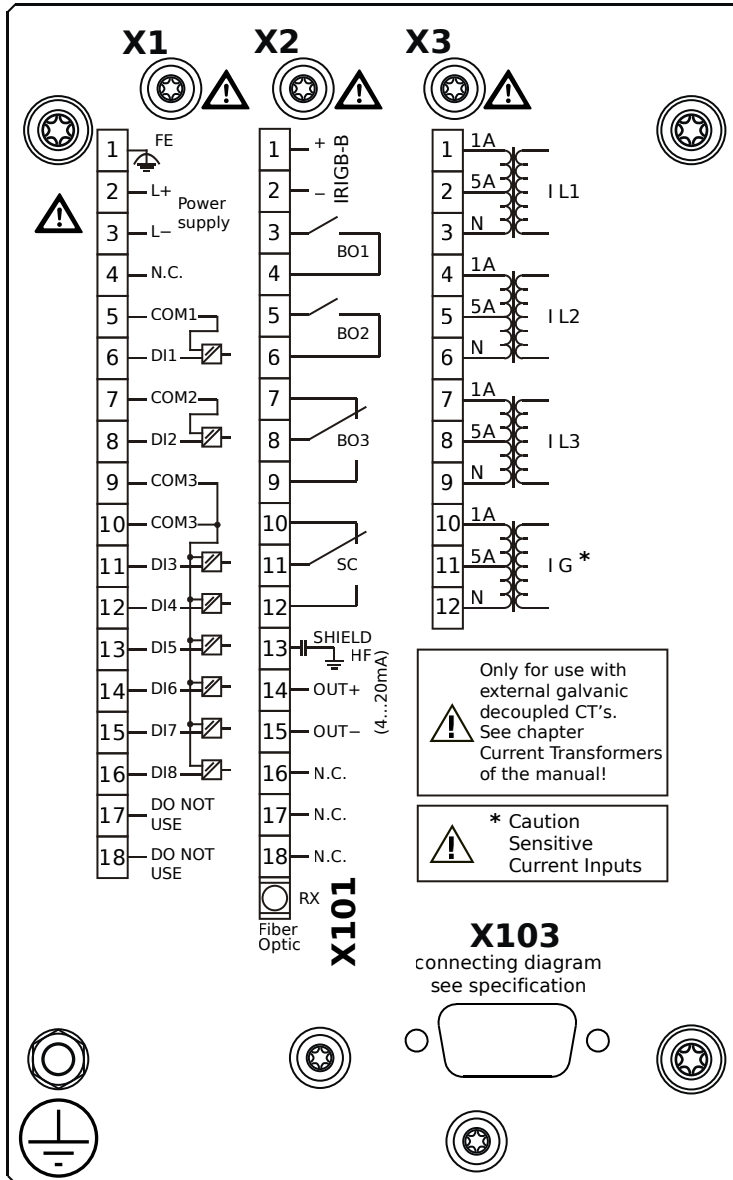 X1
X2
X3
1 FE
2 L+
Power
supply
3 L−
4 N.C.
5 COM1
6 DI1
7 COM2
8 DI2
9 COM3
10 COM3
11 DI3
12 DI4
13 DI5
14 DI6
15 DI7
16 DI8
17 DO NOT
USE
18 DO NOT
USE
1 +
2 −
IRIGB-B
3
BO1
4
5
BO2
6
7
8 BO3
9
10
11 SC
12
13 SHIELD
HF
14 OUT+
15 OUT−
(4...20mA)
16 N.C.
17 N.C.
18 N.C.
RX
Fiber
Optic
X101
1 1A
2 5A I L1
3 N
4 1A
5 5A I L2
6 N
7 1A
8 5A I L3
9 N
10 1A
11 5A I G *
12 N
Only for use with
external galvanic
decoupled CT's.
See chapter
Current Transformers
of the manual!
* Caution
Sensitive
Current Inputs
X103
connecting diagram
see specification